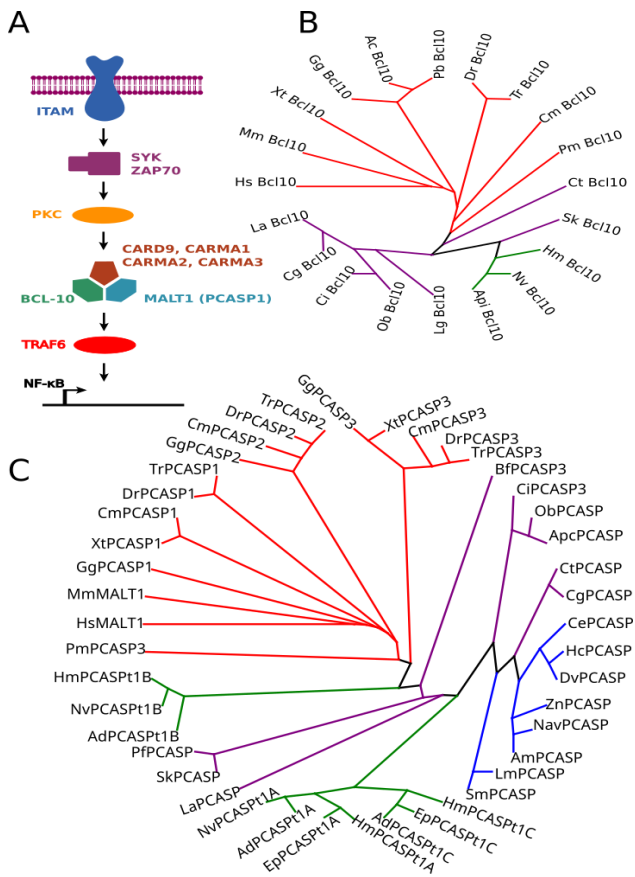 A
ITAM
SYK
ZAP70
PKC
CARD9, CARMA1
CARMA2, CARMA3
BCL-10
MALT1 (PCASP1)
TRAF6
NF-κB
B
Gg Bcl10
Ac Bcl10
Pb Bcl10
Dr Bcl10
Tr Bcl10
Xt Bcl10
Cm Bcl10
Mm Bcl10
Pm Bcl10
Hs Bcl10
Ct Bcl10
La Bcl10
Sk Bcl10
Cg Bcl10
Hm Bcl10
Ci Bcl10
Nv Bcl10
Ob Bcl10
Lg Bcl10
Api Bcl10
C
GgPCASP3
XtPCASP3
CmPCASP3
DrPCASP3
TrPCASP3
BfPCASP3
CiPCASP3
ObPCASP
ApcPCASP
CtPCASP
CgPCASP
CePCASP
HcPCASP
DvPCASP
ZnPCASP
NavPCASP
AmPCASP
LmPCASP
SmPCASP
HmPCASPt1C
EpPCASPt1C
AdPCASPt1C
HmPCASPt1A
EpPCASPt1A
AdPCASPt1A
NvPCASPt1A
LaPCASP
SkPCASP
PfPCASP
AdPCASPt1B
NvPCASPt1B
HmPCASPt1B
PmPCASP3
HsMALT1
MmMALT1
GgPCASP1
XtPCASP1
CmPCASP1
DrPCASP1
TrPCASP1
GgPCASP2
CmPCASP2
DrPCASP2
TrPCASP2